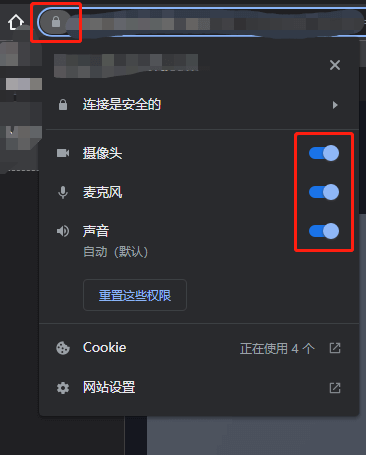 连接是安全的
摄像头
麦克风
声音
自动（默认）
重置这些权限
Cookie
正在使用 4 个
网站设置